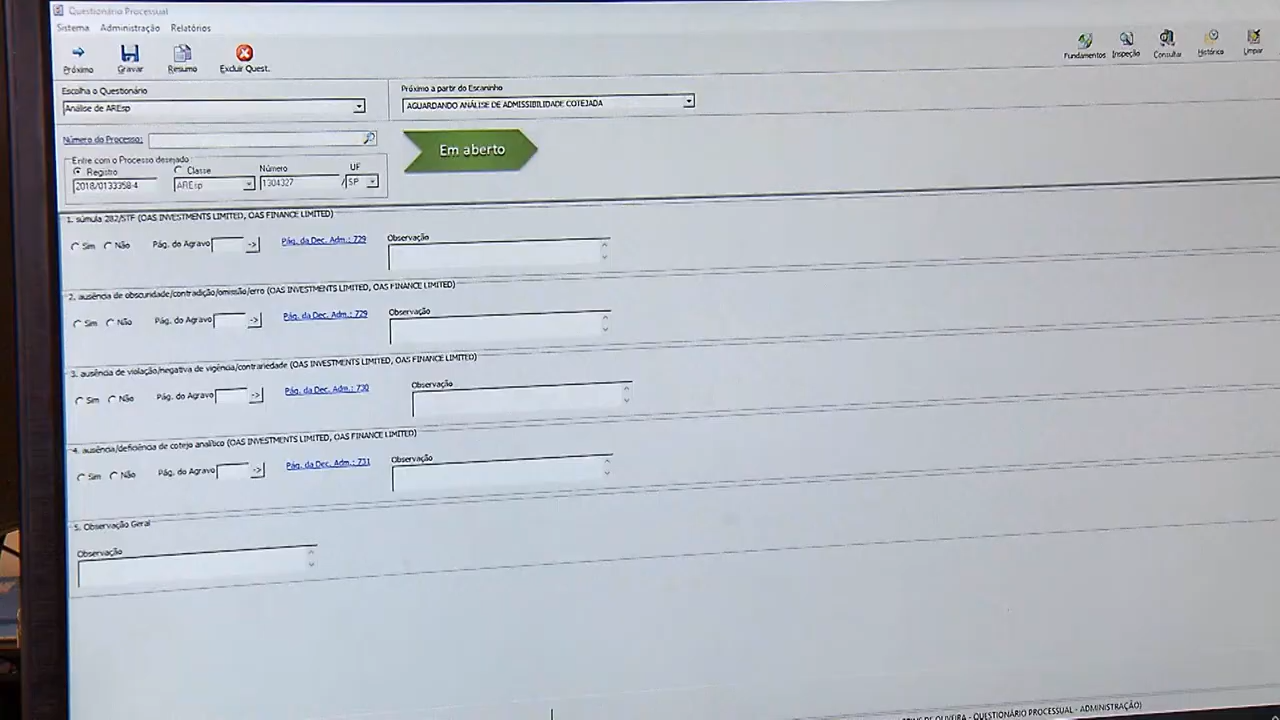 Questionário Processual
Sistema Administração Relatórios
Próximo Gravar Resumo Excluir Quest. Fundamentos Inspeção Consultar Histórico Limpar
Escolha o Questionário
Análise de AREsp
Próximo a partir do Escaninho
AGUARDANDO ANÁLISE DE ADMISSIBILIDADE COTEJADA
Número do Processo:
Em aberto
Entre com o Processo desejado
Registro Classe Número UF
2018/0133358-4 AREsp 1304327 / SP
1. súmula 282/STF (OAS INVESTMENTS LIMITED, OAS FINANCE LIMITED)
Sim Não Pág. do Agravo -> Pág. da Dec. Adm.: 729 Observação
2. ausência de obscuridade/contradição/omissão/erro (OAS INVESTMENTS LIMITED, OAS FINANCE LIMITED)
Sim Não Pág. do Agravo -> Pág. da Dec. Adm.: 729 Observação
3. ausência de violação/negativa de vigência/contrariedade (OAS INVESTMENTS LIMITED, OAS FINANCE LIMITED)
Sim Não Pág. do Agravo -> Pág. da Dec. Adm.: 730 Observação
4. ausência/deficiência de cotejo analítico (OAS INVESTMENTS LIMITED, OAS FINANCE LIMITED)
Sim Não Pág. do Agravo -> Pág. da Dec. Adm.: 731 Observação
5. Observação Geral
Observação
DE OLIVEIRA - QUESTIONÁRIO PROCESSUAL - ADMINISTRAÇÃO)